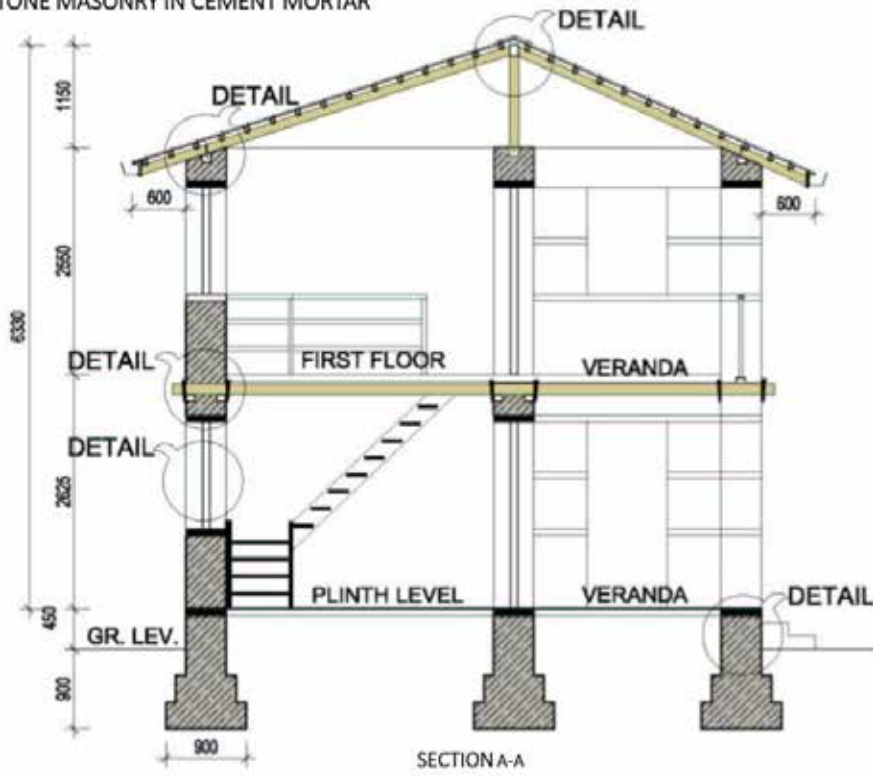 TONE MASONRY IN CEMENT MORTAR
DETAIL
DETAIL
1150
600
600
2550
6330
DETAIL
FIRST FLOOR
VERANDA
DETAIL
2625
PLINTH LEVEL
VERANDA
DETAIL
450
GR. LEV.
900
900
SECTION A-A